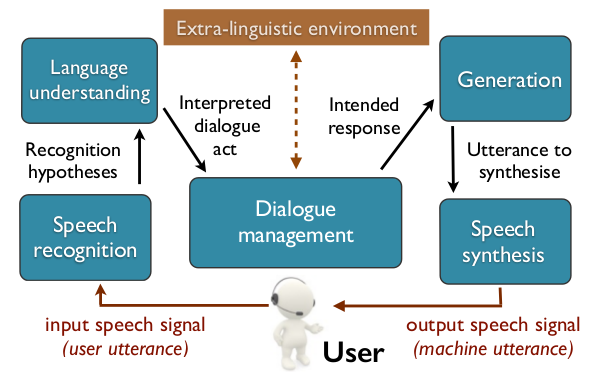 Extra-linguistic environment
Language
understanding
Generation
Interpreted
dialogue
act
Intended
response
Recognition
hypotheses
Utterance to
synthesise
Speech
recognition
Dialogue
management
Speech
synthesis
input speech signal
(user utterance)
User
output speech signal
(machine utterance)